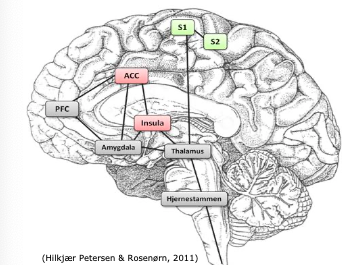 S1
S2
ACC
PFC
Insula
Amygdala
Thalamus
Hjernestammen
(Hilkjær Petersen & Rosenørn, 2011)